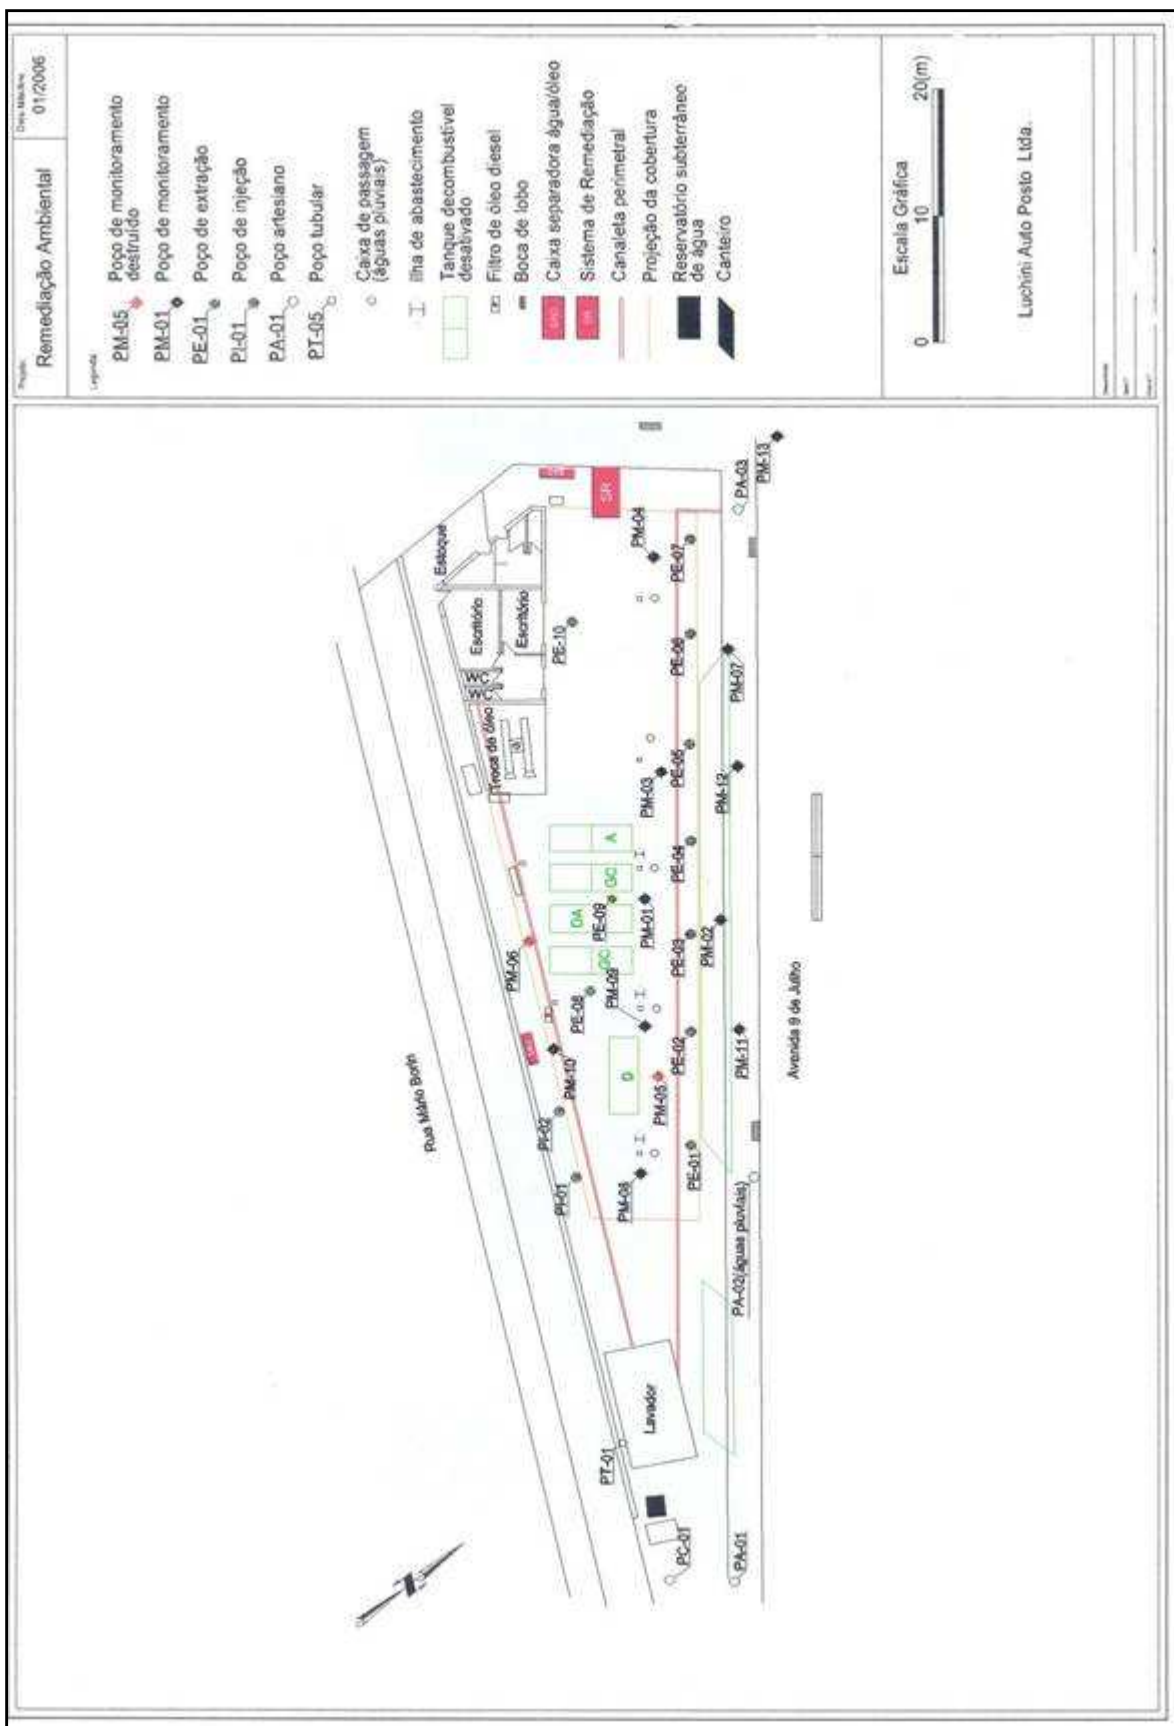 Projeto:
Remediação Ambiental
01/2006
Legenda:
PM-05 Poço de monitoramento
destruído
PM-01 Poço de monitoramento
PE-01 Poço de extração
PI-01 Poço de injeção
PA-01 Poço artesiano
PT-05 Poço tubular
Caixa de passagem
(águas pluviais)
Ilha de abastecimento
Tanque decombustível
desativado
Filtro de óleo diesel
Boca de lobo
Caixa separadora água/óleo
SR Sistema de Remediação
Canaleta perimetral
Projeção da cobertura
Reservatório subterrâneo
de água
Canteiro
Escala Gráfica
0 10 20(m)
Luchini Auto Posto Ltda.
Rua Mário Borin
Estoque
Escritório
Escritório
WC
WC
Troca de óleo
SR
PE-10
PM-04
PE-07
PA-03
PM-13
PE-06
PM-07
PE-05
PM-03
PM-12
A
GC
DA
GC
PE-09
PM-01
PE-04
PM-06
PE-03
PM-02
PE-08
PM-09
PM-10
D
PM-05
PE-02
PM-11
PI-02
PI-01
PM-08
PE-01
PA-02(águas pluviais)
Avenida 9 de Julho
Lavador
PT-01
PC-01
PA-01